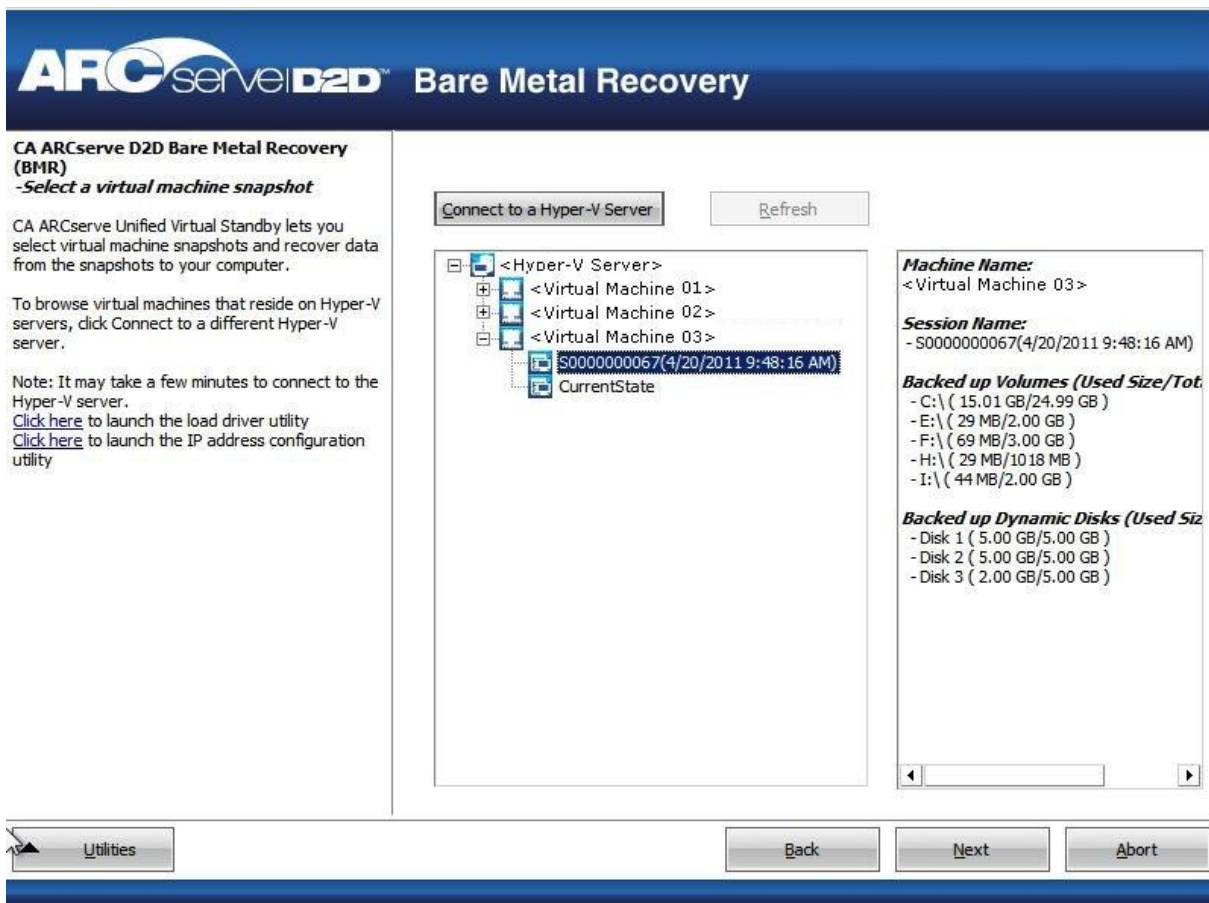 ARCserve D2D™ Bare Metal Recovery
CA ARCserve D2D Bare Metal Recovery
(BMR)
-Select a virtual machine snapshot
CA ARCserve Unified Virtual Standby lets you
select virtual machine snapshots and recover data
from the snapshots to your computer.
To browse virtual machines that reside on Hyper-V
servers, click Connect to a different Hyper-V
server.
Note: It may take a few minutes to connect to the
Hyper-V server.
Click here to launch the load driver utility
Click here to launch the IP address configuration
utility
Connect to a Hyper-V Server
Refresh
<Hyper-V Server>
<Virtual Machine 01>
<Virtual Machine 02>
<Virtual Machine 03>
S0000000067(4/20/2011 9:48:16 AM)
CurrentState
Machine Name:
<Virtual Machine 03>
Session Name:
- S0000000067(4/20/2011 9:48:16 AM)
Backed up Volumes (Used Size/Tot
- C:\ ( 15.01 GB/24.99 GB )
- E:\ ( 29 MB/2.00 GB )
- F:\ ( 69 MB/3.00 GB )
- H:\ ( 29 MB/1018 MB )
- I:\ ( 44 MB/2.00 GB )
Backed up Dynamic Disks (Used Siz
- Disk 1 ( 5.00 GB/5.00 GB )
- Disk 2 ( 5.00 GB/5.00 GB )
- Disk 3 ( 2.00 GB/5.00 GB )
Utilities
Back
Next
Abort